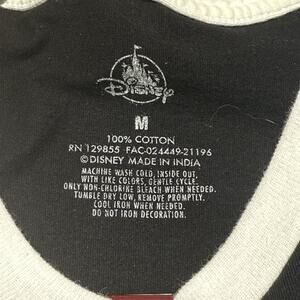 Disney
M
100% COTTON
RN 129855 FAC-024449-21196
©DISNEY MADE IN INDIA
MACHINE WASH COLD, INSIDE OUT,
WITH LIKE COLORS, GENTLE CYCLE.
ONLY NON-CHLORINE BLEACH WHEN NEEDED.
TUMBLE DRY LOW, REMOVE PROMPTLY.
COOL IRON WHEN NEEDED.
DO NOT IRON DECORATION.